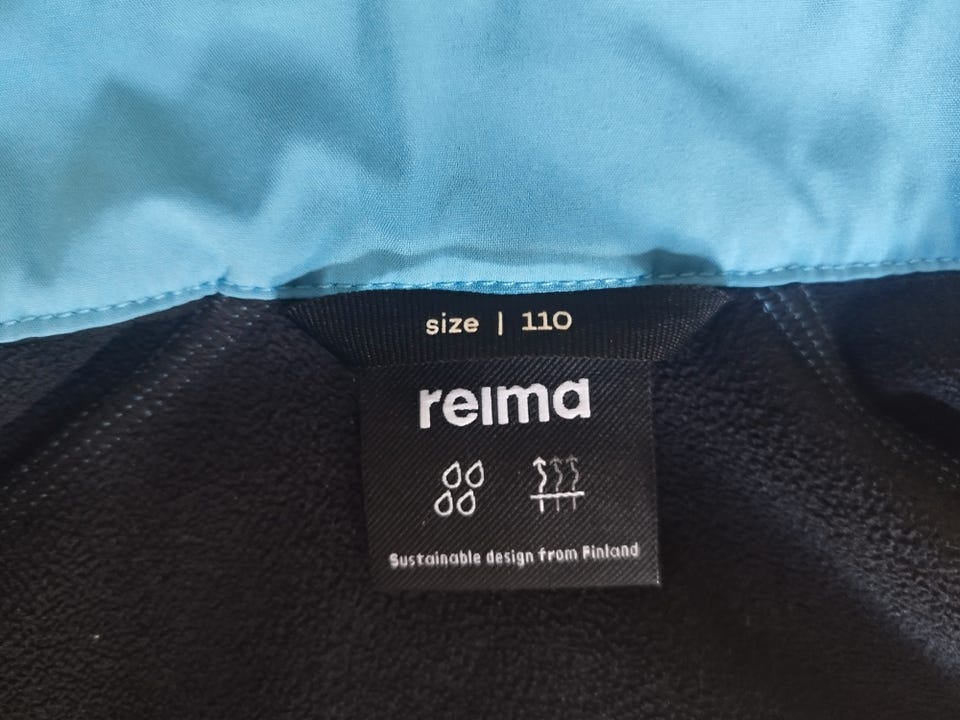 size | 110
reima
Sustainable design from Finland